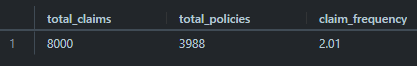 total_claims total_policies claim_frequency
1 8000 3988 2.01